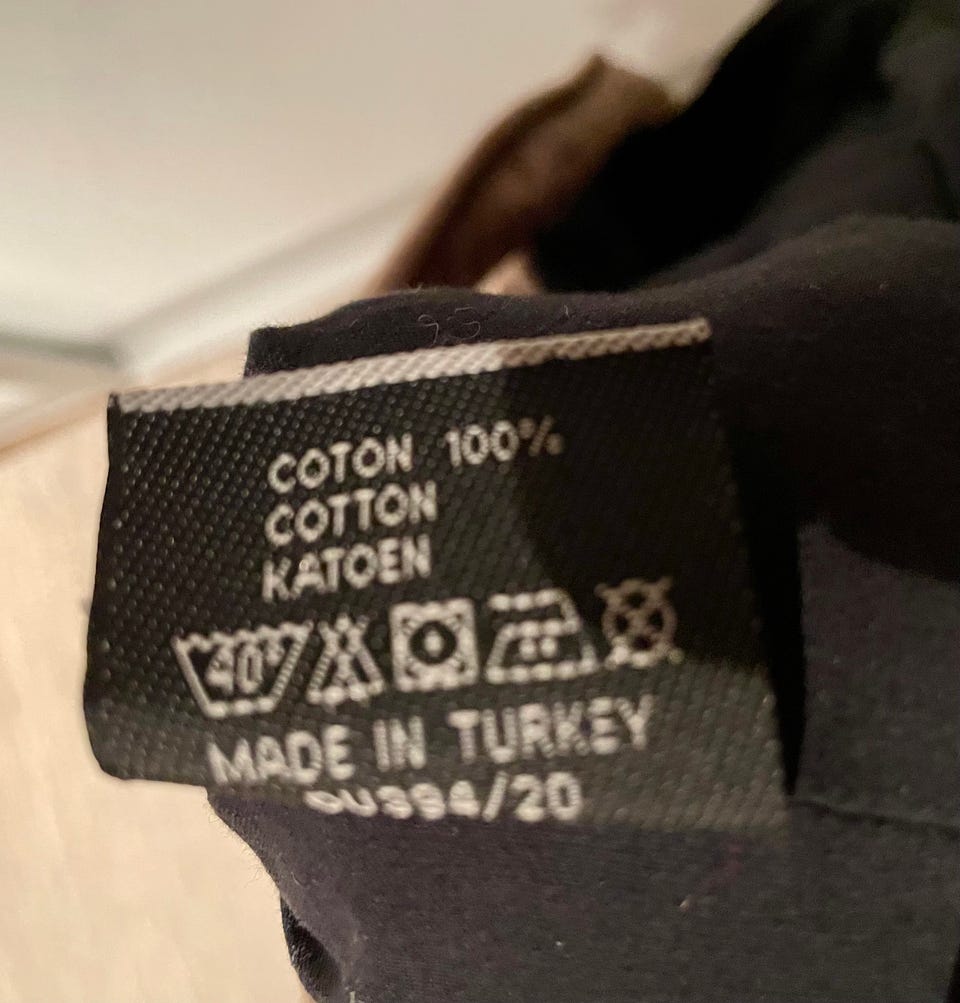 COTON 100%
COTTON
KATOEN
40°
MADE IN TURKEY